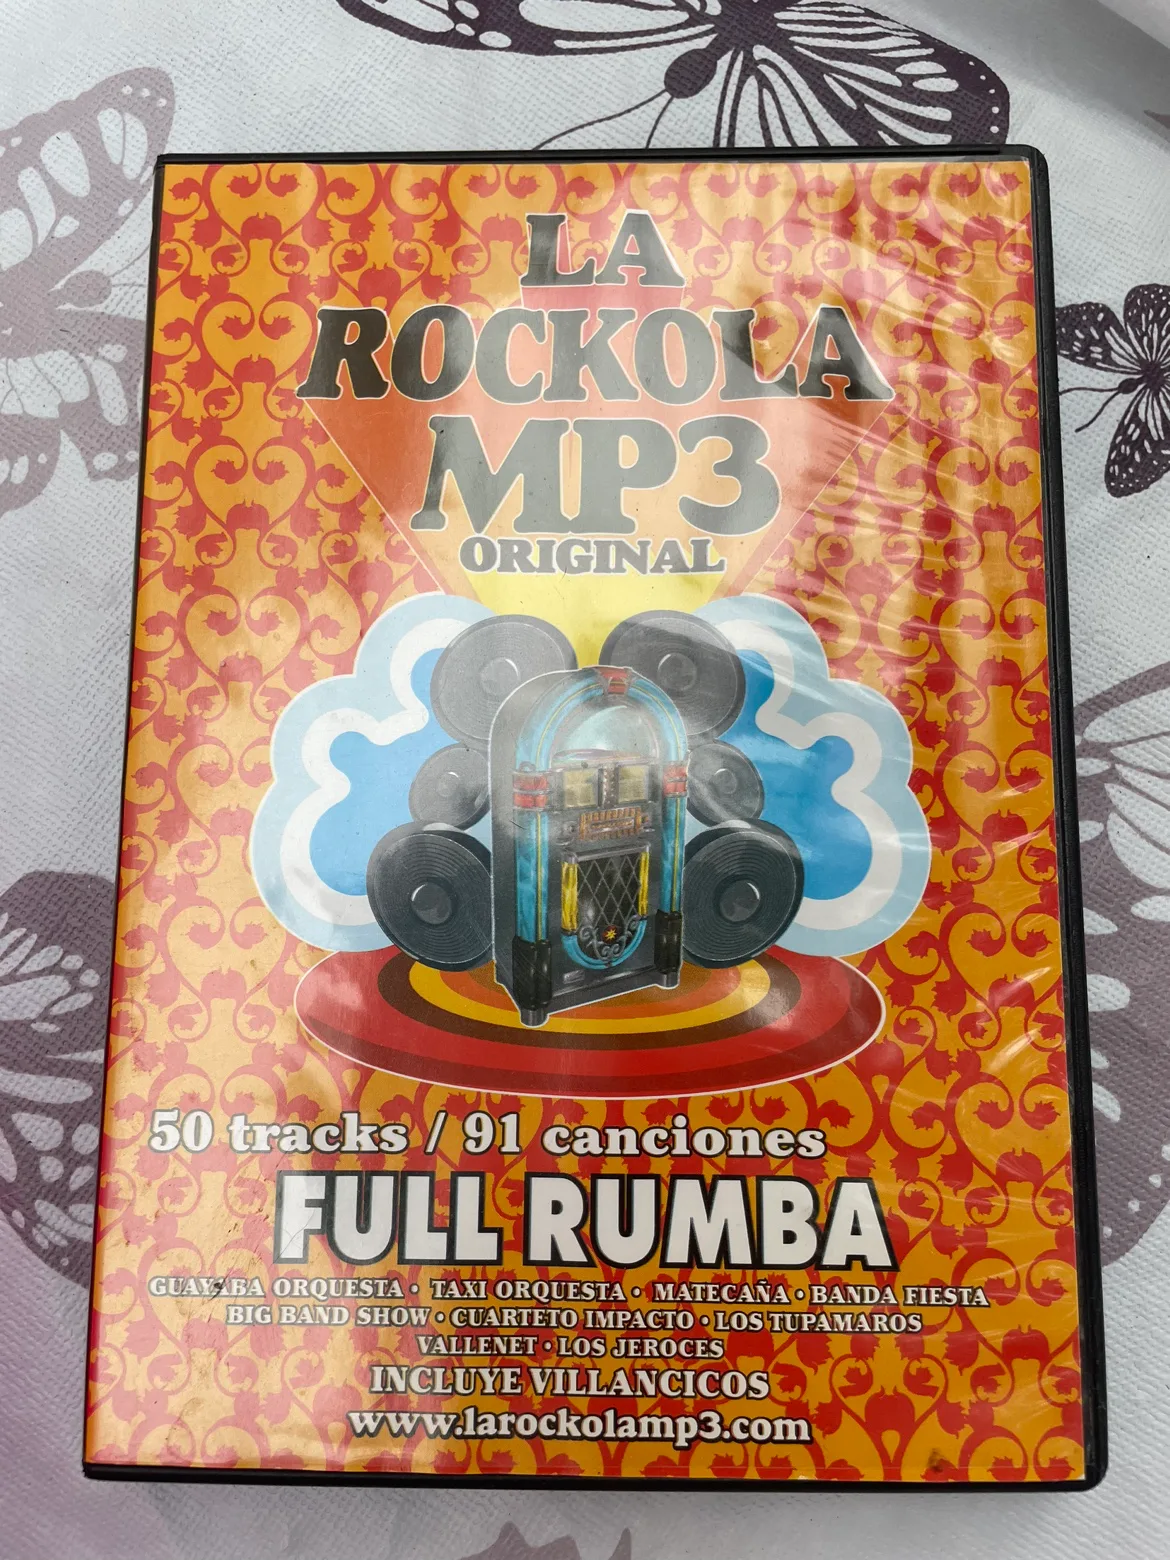 LA
ROCKOLA
MP3
ORIGINAL
50 tracks / 91 canciones
FULL RUMBA
GUAYABA ORQUESTA • TAXI ORQUESTA • MATECAÑA • BANDA FIESTA
BIG BAND SHOW • CUARTETO IMPACTO • LOS TUPAMAROS
VALLENET • LOS JEROCES
INCLUYE VILLANCICOS
www.larockolamp3.com